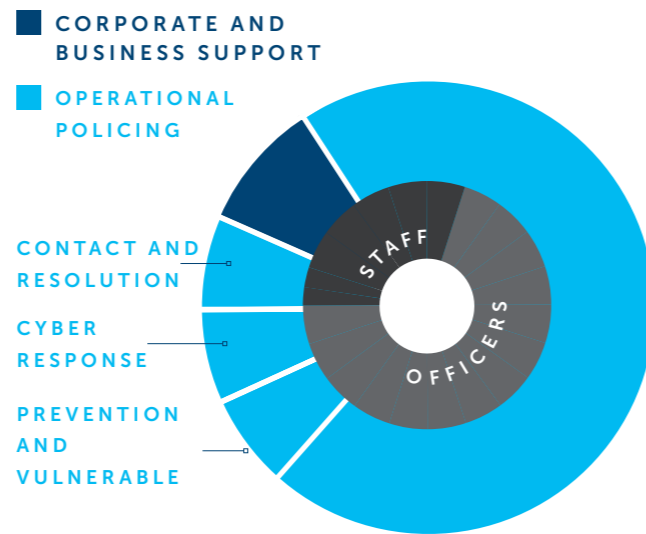 CORPORATE AND
BUSINESS SUPPORT
OPERATIONAL
POLICING
CONTACT AND
RESOLUTION
CYBER
RESPONSE
PREVENTION
AND
VULNERABLE
STAFF
OFFICERS